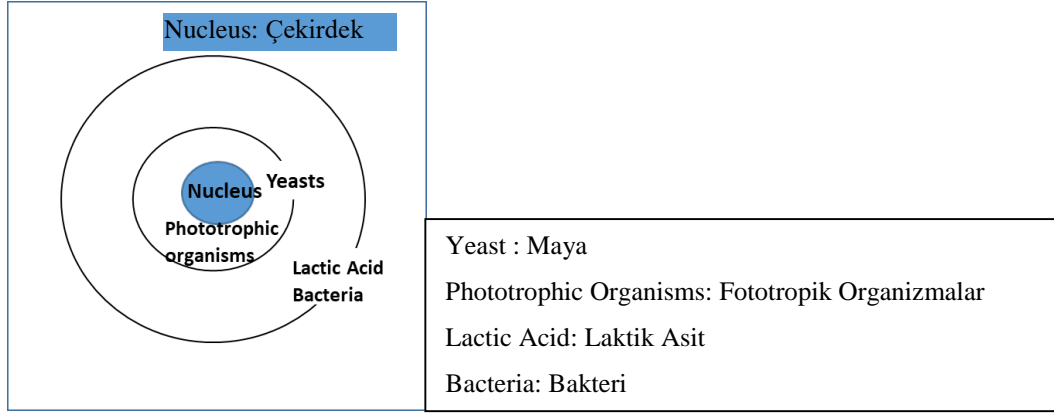 Nucleus: Çekirdek
Nucleus
Yeasts
Phototrophic
organisms
Lactic Acid
Bacteria
Yeast : Maya
Phototrophic Organisms: Fototropik Organizmalar
Lactic Acid: Laktik Asit
Bacteria: Bakteri